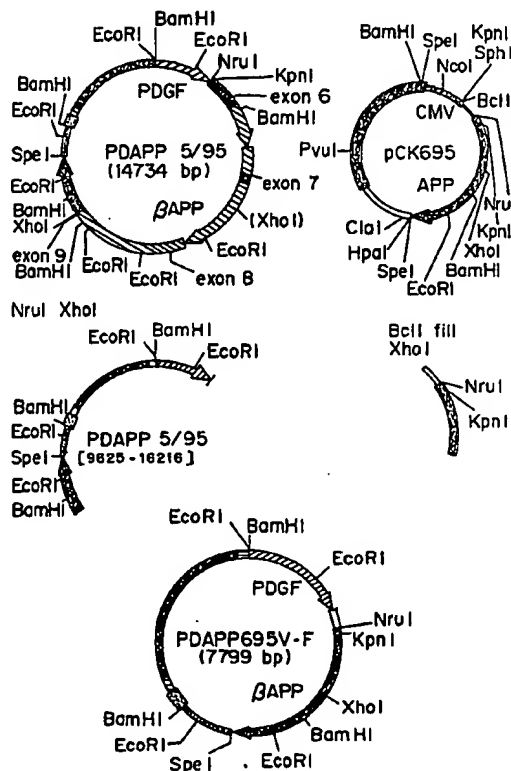 BamHI
EcoRI
EcoRI
NruI
KpnI
exon 6
BamHI
BamHI
EcoRI
SpeI
EcoRI
BamHI
XhoI
exon 9
BamHI
EcoRI
EcoRI
exon 8
EcoRI
(XhoI)
exon 7
PDGF
PDAPP 5/95
(14734 bp)
βAPP
BamHI
SpeI
NcoI
KpnI
SphI
BclI
CMV
PvuI
pCK695
APP
ClaI
HpaI
SpeI
EcoRI
BamHI
XhoI
KpnI
NruI
NruI XhoI
EcoRI
BamHI
EcoRI
BamHI
EcoRI
SpeI
EcoRI
BamHI
PDAPP 5/95
[9625-16216]
BclI fill
XhoI
NruI
KpnI
EcoRI
BamHI
EcoRI
PDGF
NruI
KpnI
PDAPP695V-F
(7799 bp)
βAPP
XhoI
BamHI
BamHI
EcoRI
SpeI
EcoRI